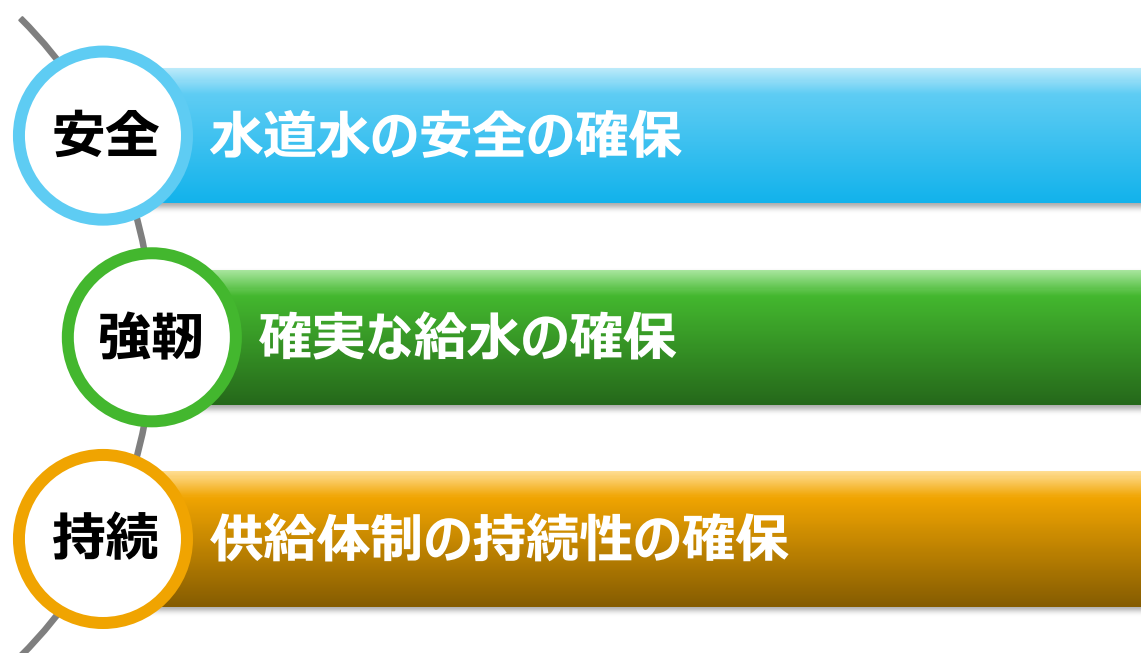 安全
水道水の安全の確保
強靭
確実な給水の確保
持続
供給体制の持続性の確保